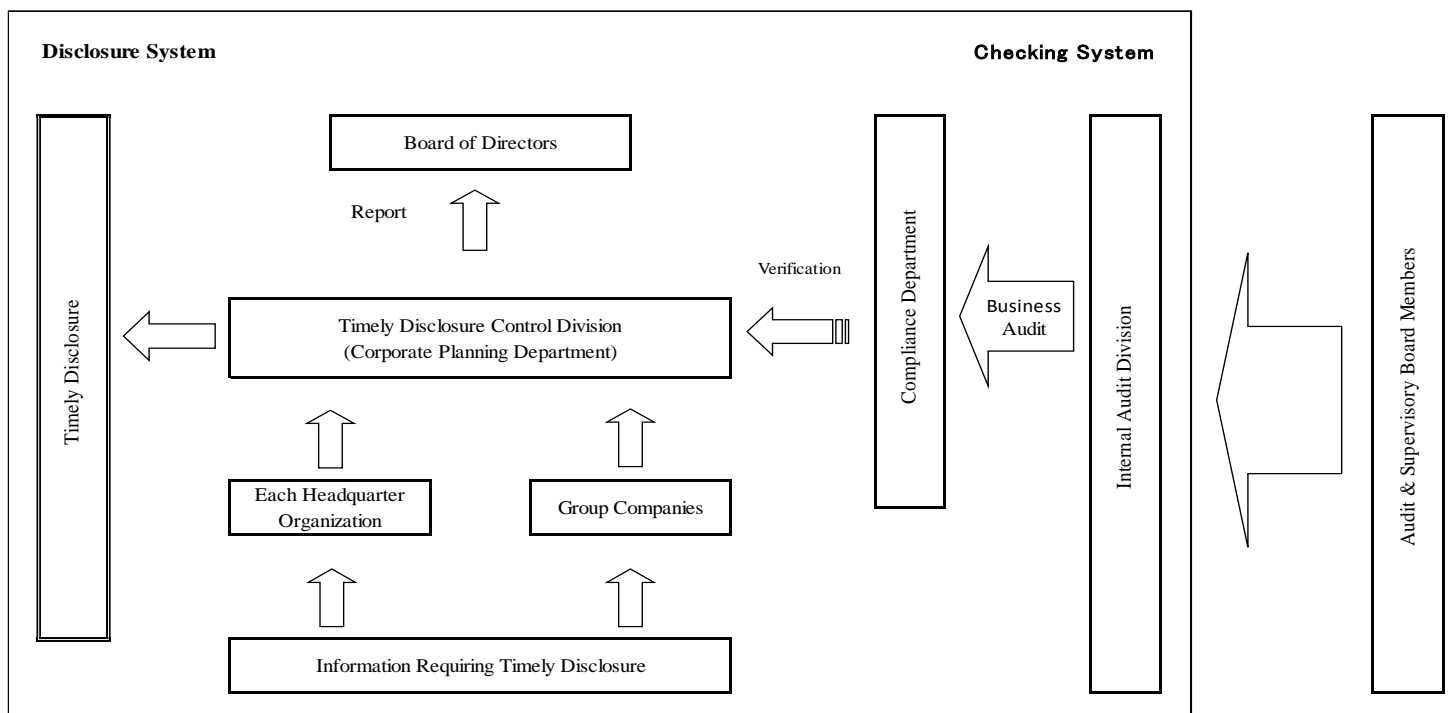 Disclosure System
Checking System
Board of Directors
Report
Verification
Timely Disclosure
Timely Disclosure Control Division
(Corporate Planning Department)
Compliance Department
Business
Audit
Internal Audit Division
Audit & Supervisory Board Members
Each Headquarter
Organization
Group Companies
Information Requiring Timely Disclosure